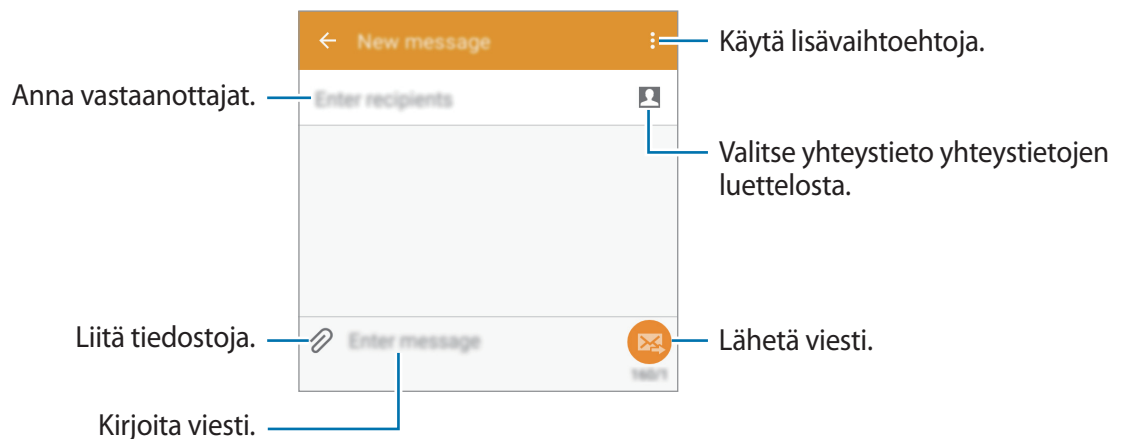 New message
Käytä lisävaihtoehtoja.
Anna vastaanottajat.
Enter recipients
Valitse yhteystieto yhteystietojen
luettelosta.
Liitä tiedostoja.
Enter message
Lähetä viesti.
160/1
Kirjoita viesti.